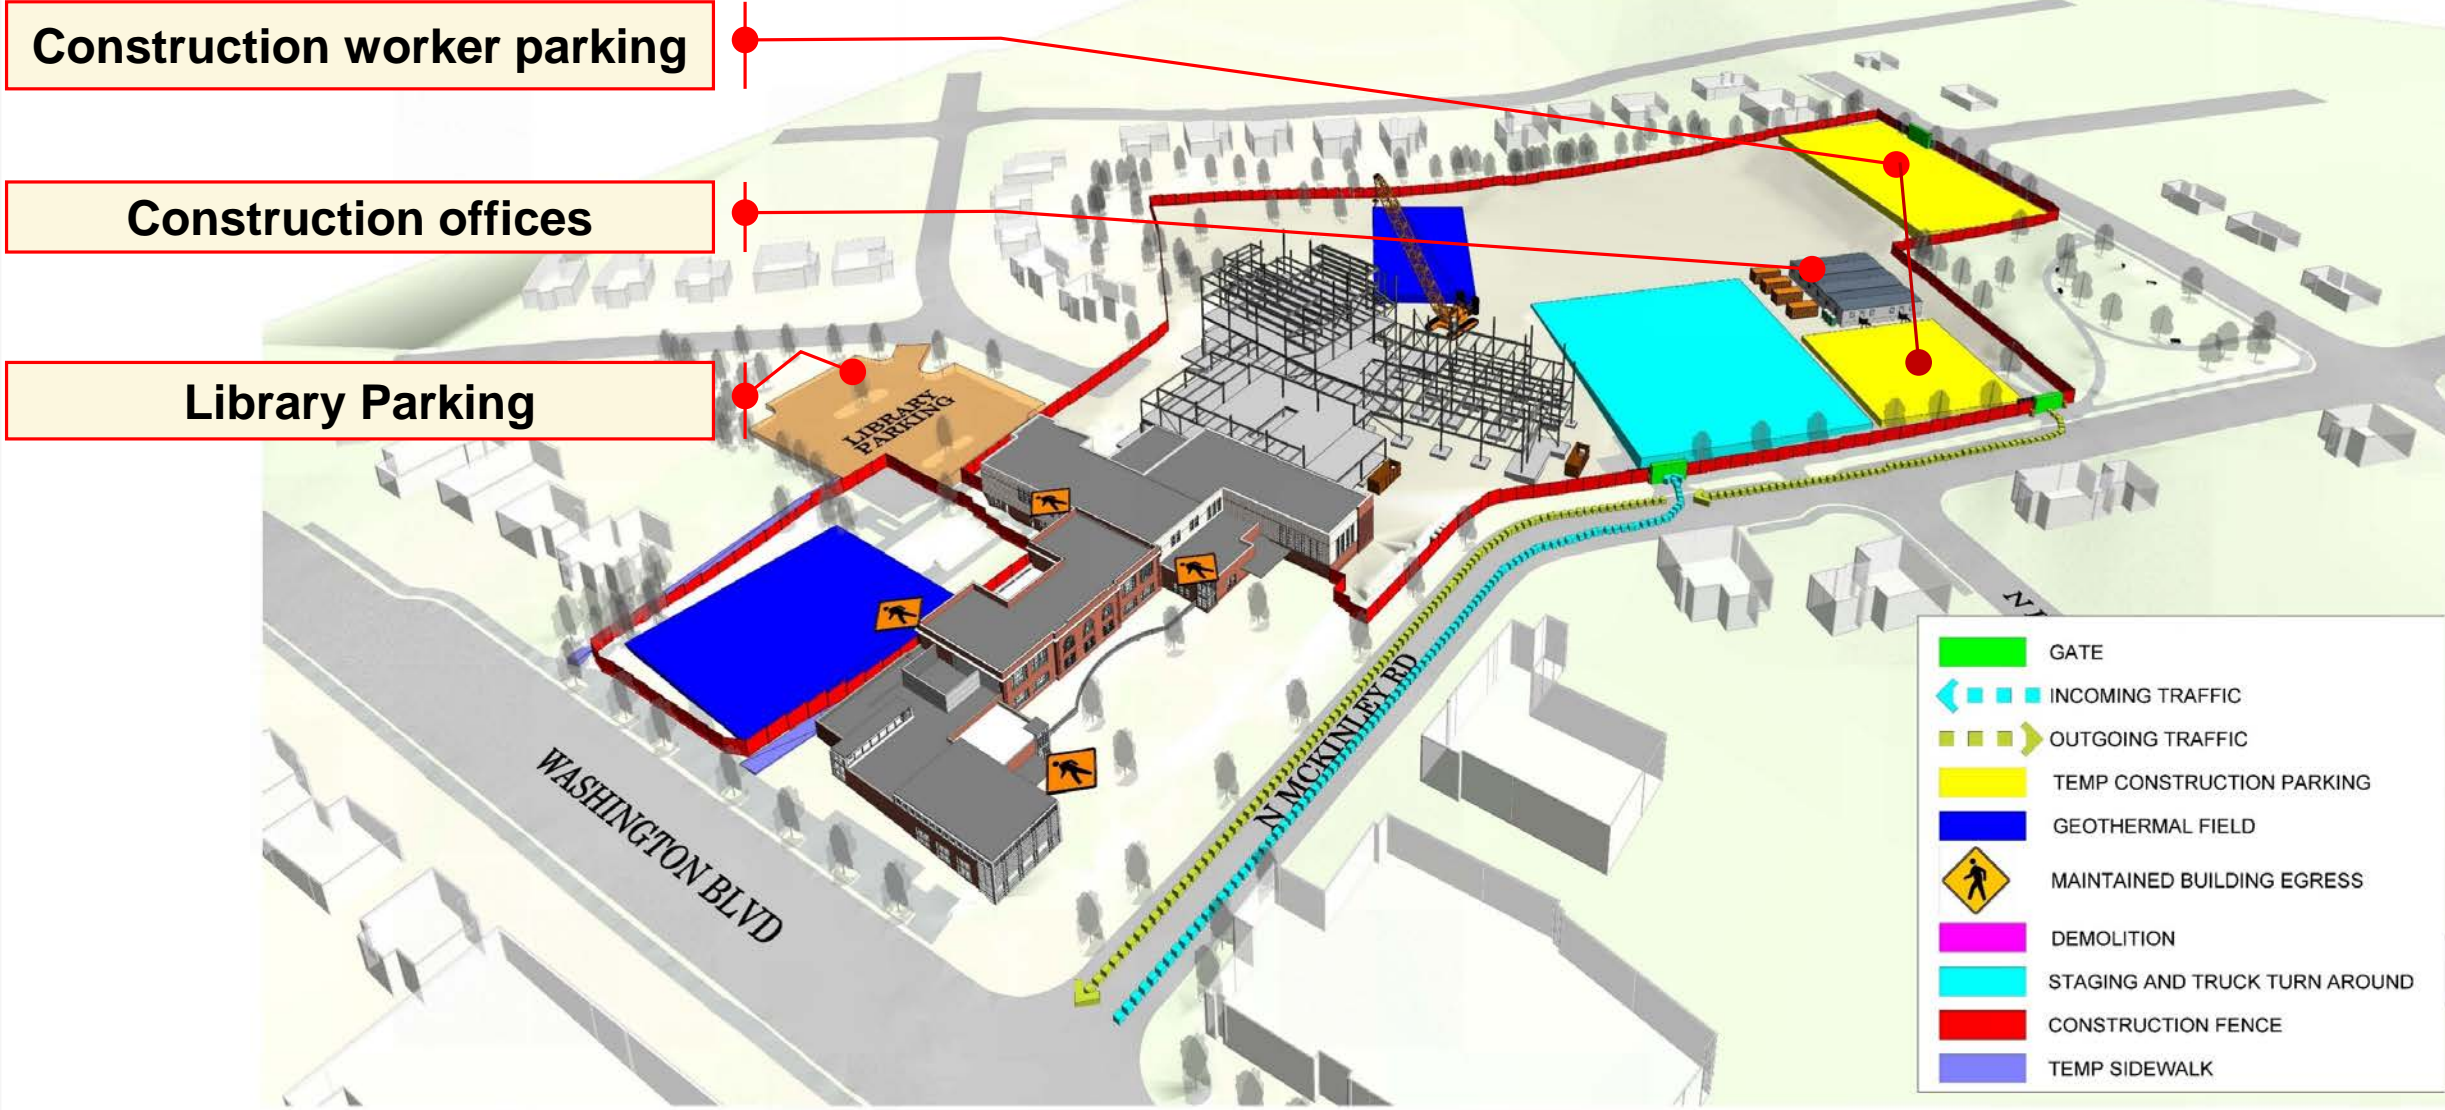 Construction worker parking
Construction offices
Library Parking
LIBRARY
PARKING
WASHINGTON BLVD
N MCKINLEY RD
N
GATE
INCOMING TRAFFIC
OUTGOING TRAFFIC
TEMP CONSTRUCTION PARKING
GEOTHERMAL FIELD
MAINTAINED BUILDING EGRESS
DEMOLITION
STAGING AND TRUCK TURN AROUND
CONSTRUCTION FENCE
TEMP SIDEWALK